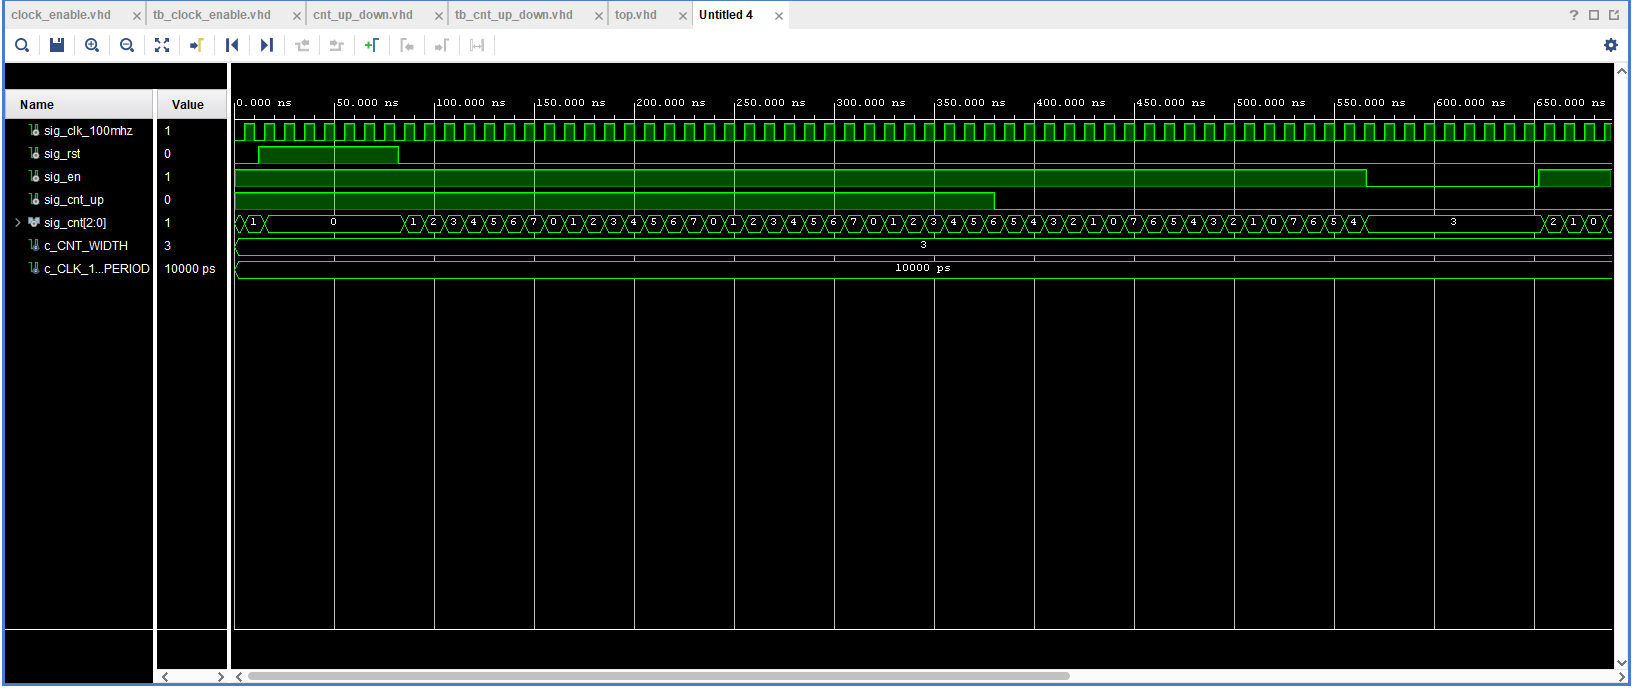 clock_enable.vhd tb_clock_enable.vhd cnt_up_down.vhd tb_cnt_up_down.vhd top.vhd Untitled 4
Name Value
0.000 ns 50.000 ns 100.000 ns 150.000 ns 200.000 ns 250.000 ns 300.000 ns 350.000 ns 400.000 ns 450.000 ns 500.000 ns 550.000 ns 600.000 ns 650.000 ns
sig_clk_100mhz 1
sig_rst 0
sig_en 1
sig_cnt_up 0
sig_cnt[2:0] 1 1 0 1 2 3 4 5 6 7 0 1 2 3 4 5 6 7 0 1 2 3 4 5 6 7 0 1 2 3 4 5 6 5 4 3 2 1 0 7 6 5 4 3 2 1 0 7 6 5 4 3 2 1 0
c_CNT_WIDTH 3 3
c_CLK_1...PERIOD 10000 ps 10000 ps